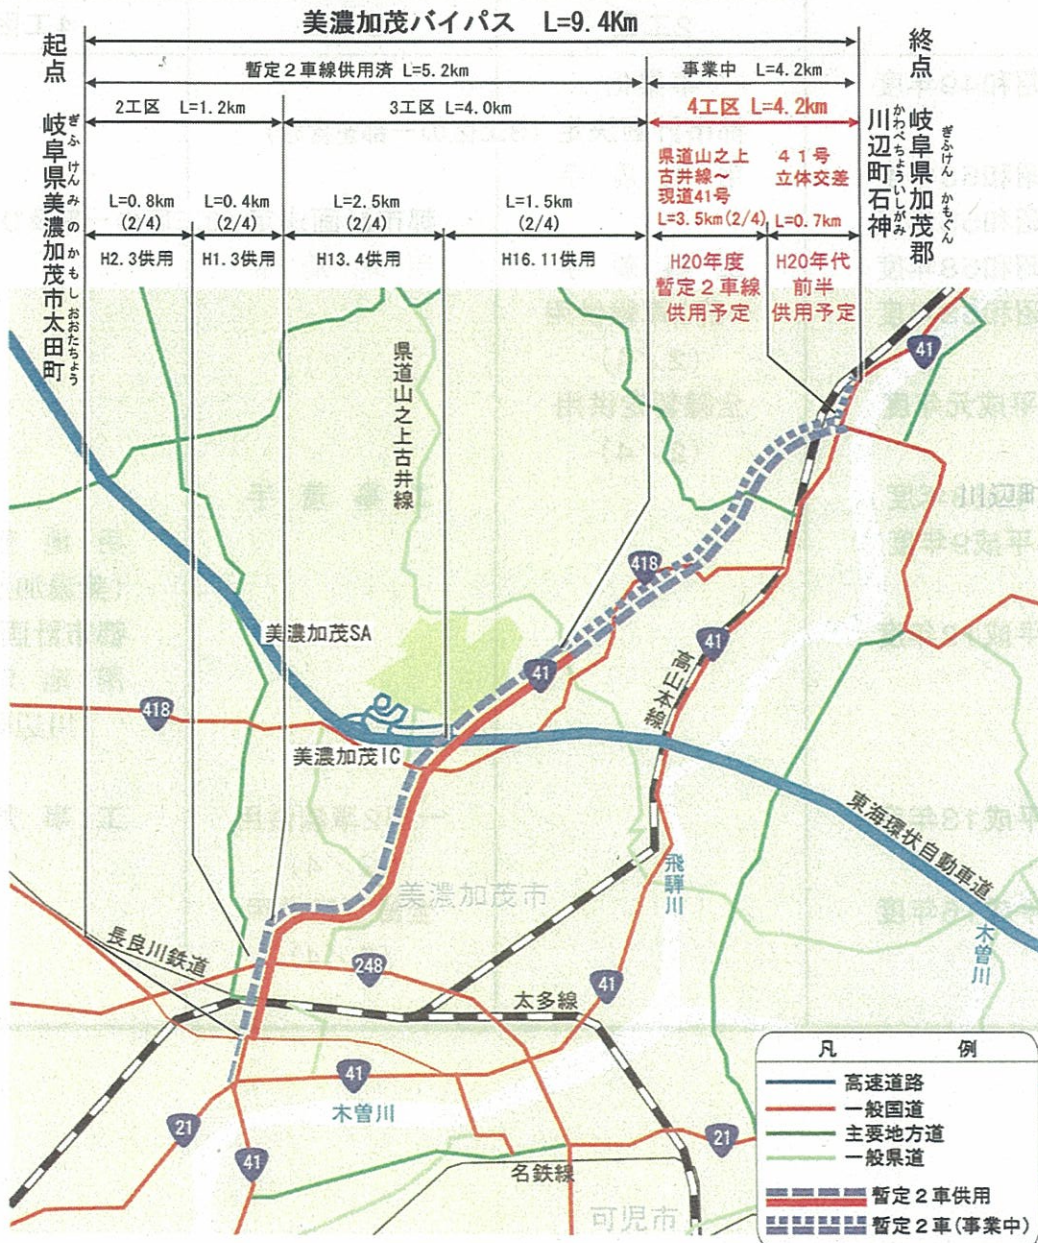 美濃加茂バイパス L=9.4Km
起点
岐阜県美濃加茂市太田町
ぎふけんみのかもしおおたちょう
終点
岐阜県加茂郡
ぎふけん かもぐん
川辺町石神
かわべちょういしがみ
暫定2車線供用済 L=5.2km
事業中 L=4.2km
2工区 L=1.2km
3工区 L=4.0km
4工区 L=4.2km
県道山之上
古井線～
現道41号
L=3.5km(2/4)
41号
立体交差
L=0.7km
L=0.8km
(2/4)
L=0.4km
(2/4)
L=2.5km
(2/4)
L=1.5km
(2/4)
H2.3供用
H1.3供用
H13.4供用
H16.11供用
H20年度
暫定2車線
供用予定
H20年代
前半
供用予定
県道山之上古井線
41
418
美濃加茂SA
41
41
高山本線
418
美濃加茂IC
東海環状自動車道
飛騨川
美濃加茂市
木曽川
長良川鉄道
248
41
太多線
41
木曽川
21
41
21
名鉄線
可児市
凡例
高速道路
一般国道
主要地方道
一般県道
暫定2車供用
暫定2車(事業中)